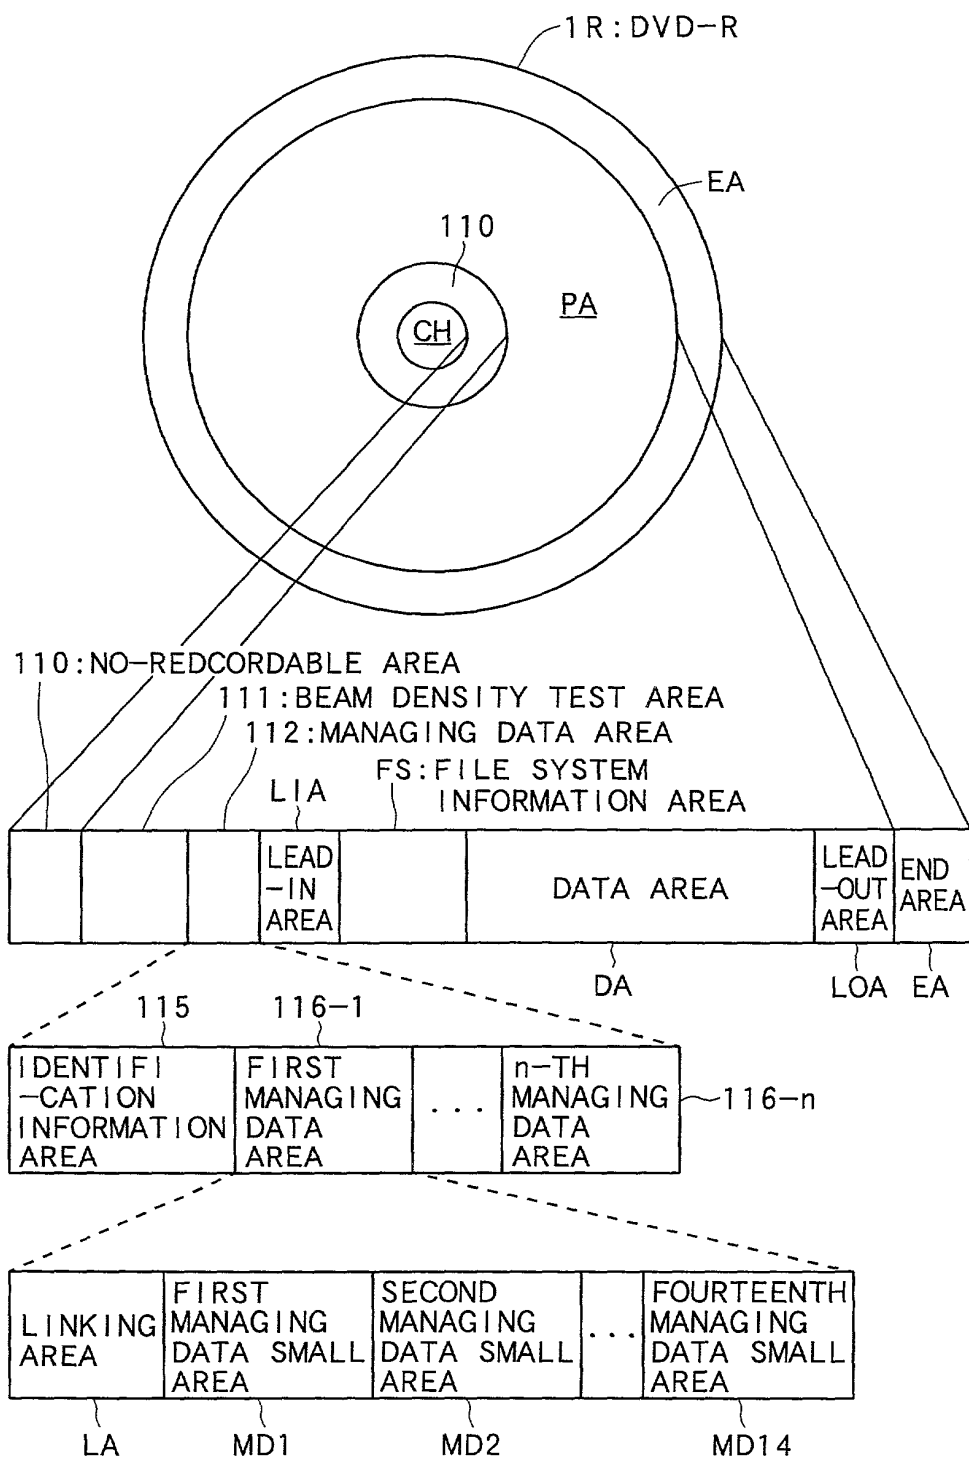 1R:DVD-R
EA
110
PA
CH
110:NO-REDCORDABLE AREA
111:BEAM DENSITY TEST AREA
112:MANAGING DATA AREA
FS:FILE SYSTEM
INFORMATION AREA
LIA
LEAD
-IN
AREA
DATA AREA
LEAD
-OUT
AREA
END
AREA
DA
LOA
EA
115
116-1
IDENTIFI
-CATION
INFORMATION
AREA
FIRST
MANAGING
DATA
AREA
...
n-TH
MANAGING
DATA
AREA
116-n
LINKING
AREA
FIRST
MANAGING
DATA SMALL
AREA
SECOND
MANAGING
DATA SMALL
AREA
...
FOURTEENTH
MANAGING
DATA SMALL
AREA
LA
MD1
MD2
MD14